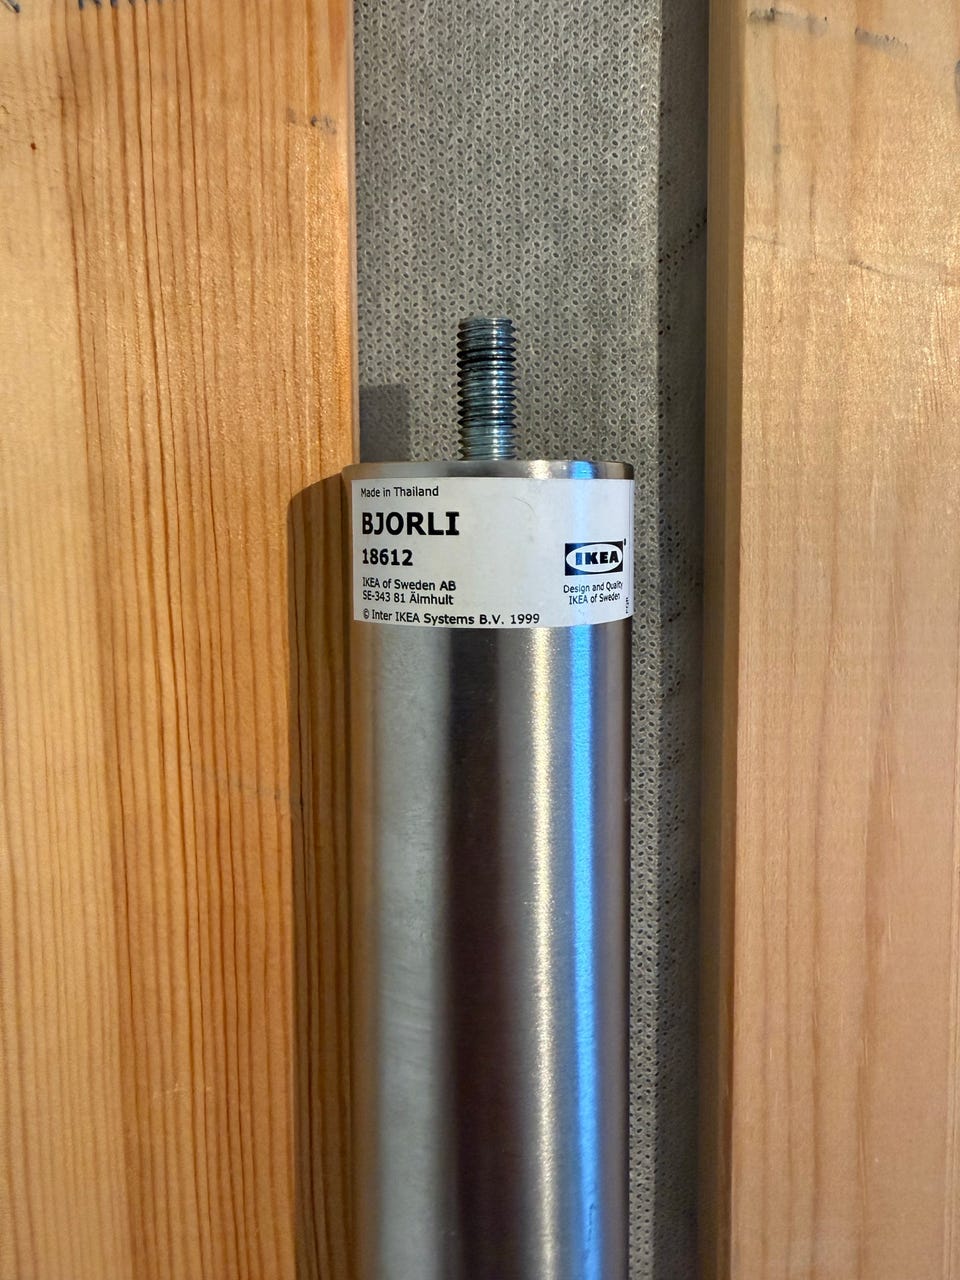 Made in Thailand
BJORLI
18612
IKEA of Sweden AB
SE-343 81 Älmhult
© Inter IKEA Systems B.V. 1999
IKEA®
Design and Quality
IKEA of Sweden